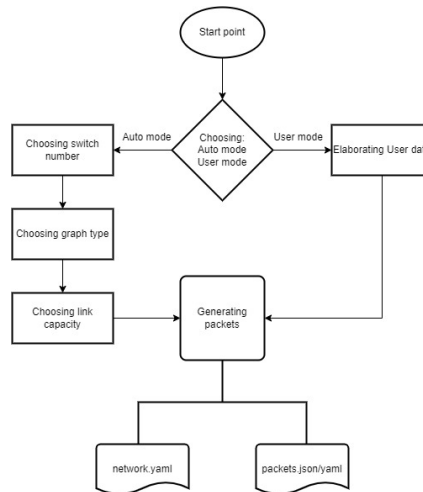 Start point
Auto mode
Choosing:
Auto mode
User mode
User mode
Choosing switch
number
Elaborating User dat
Choosing graph type
Choosing link
capacity
Generating
packets
network.yaml
packets.json/yaml